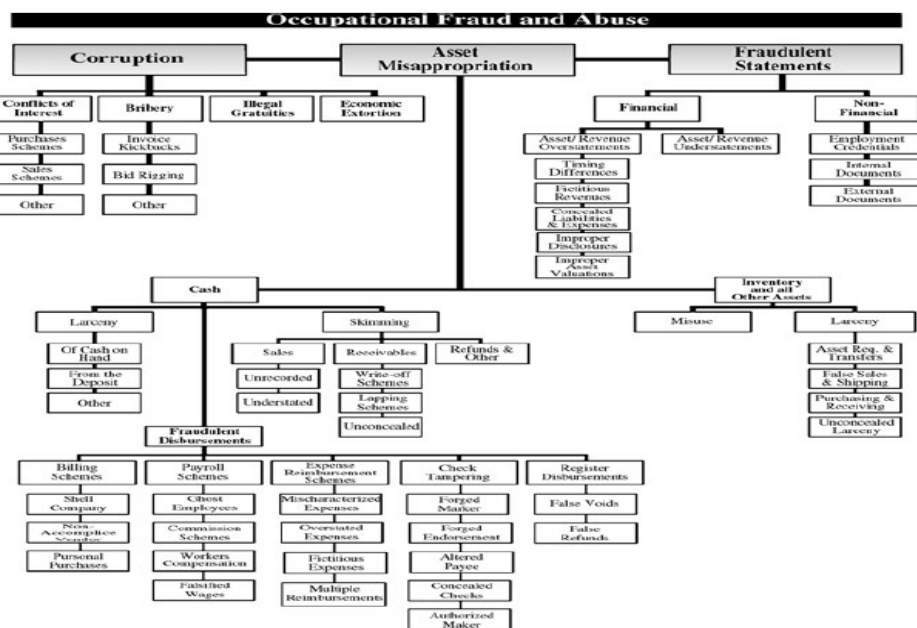 Occupational Fraud and Abuse
Corruption
Asset
Misappropriation
Fraudulent
Statements
Conflicts of
Interest
Bribery
Illegal
Gratuities
Economic
Extortion
Financial
Non-
Financial
Purchases
Schemes
Sales
Schemes
Other
Invoice
Kickbacks
Bid Rigging
Other
Asset/ Revenue
Overstatements
Timing
Differences
Fictitious
Revenues
Concealed
Liabilities
& Expenses
Improper
Disclosures
Improper
Asset
Valuations
Asset/ Revenue
Understatements
Employment
Credentials
Internal
Documents
External
Documents
Cash
Inventory
and all
Other Assets
Larceny
Of Cash on
Hand
From the
Deposit
Other
Skimming
Sales
Unrecorded
Understated
Receivables
Write-off
Schemes
Lapping
Schemes
Unconcealed
Refunds &
Other
Misuse
Larceny
Asset Req. &
Transfers
False Sales
& Shipping
Purchasing &
Receiving
Unconcealed
Larceny
Fraudulent
Disbursements
Billing
Schemes
Shell
Company
Non-
Accomplice
Vendor
Pursonal
Purchases
Payroll
Schemes
Ghost
Employees
Commission
Schemes
Workers
Compensation
Falsified
Wages
Expense
Reimbursement
Schemes
Mischaracterized
Expenses
Overstated
Expenses
Fictitious
Expenses
Multiple
Reimbursements
Check
Tampering
Forged
Marker
Forged
Endorsement
Altered
Payee
Concealed
Checks
Authorized
Maker
Register
Disbursements
False Voids
False
Refunds